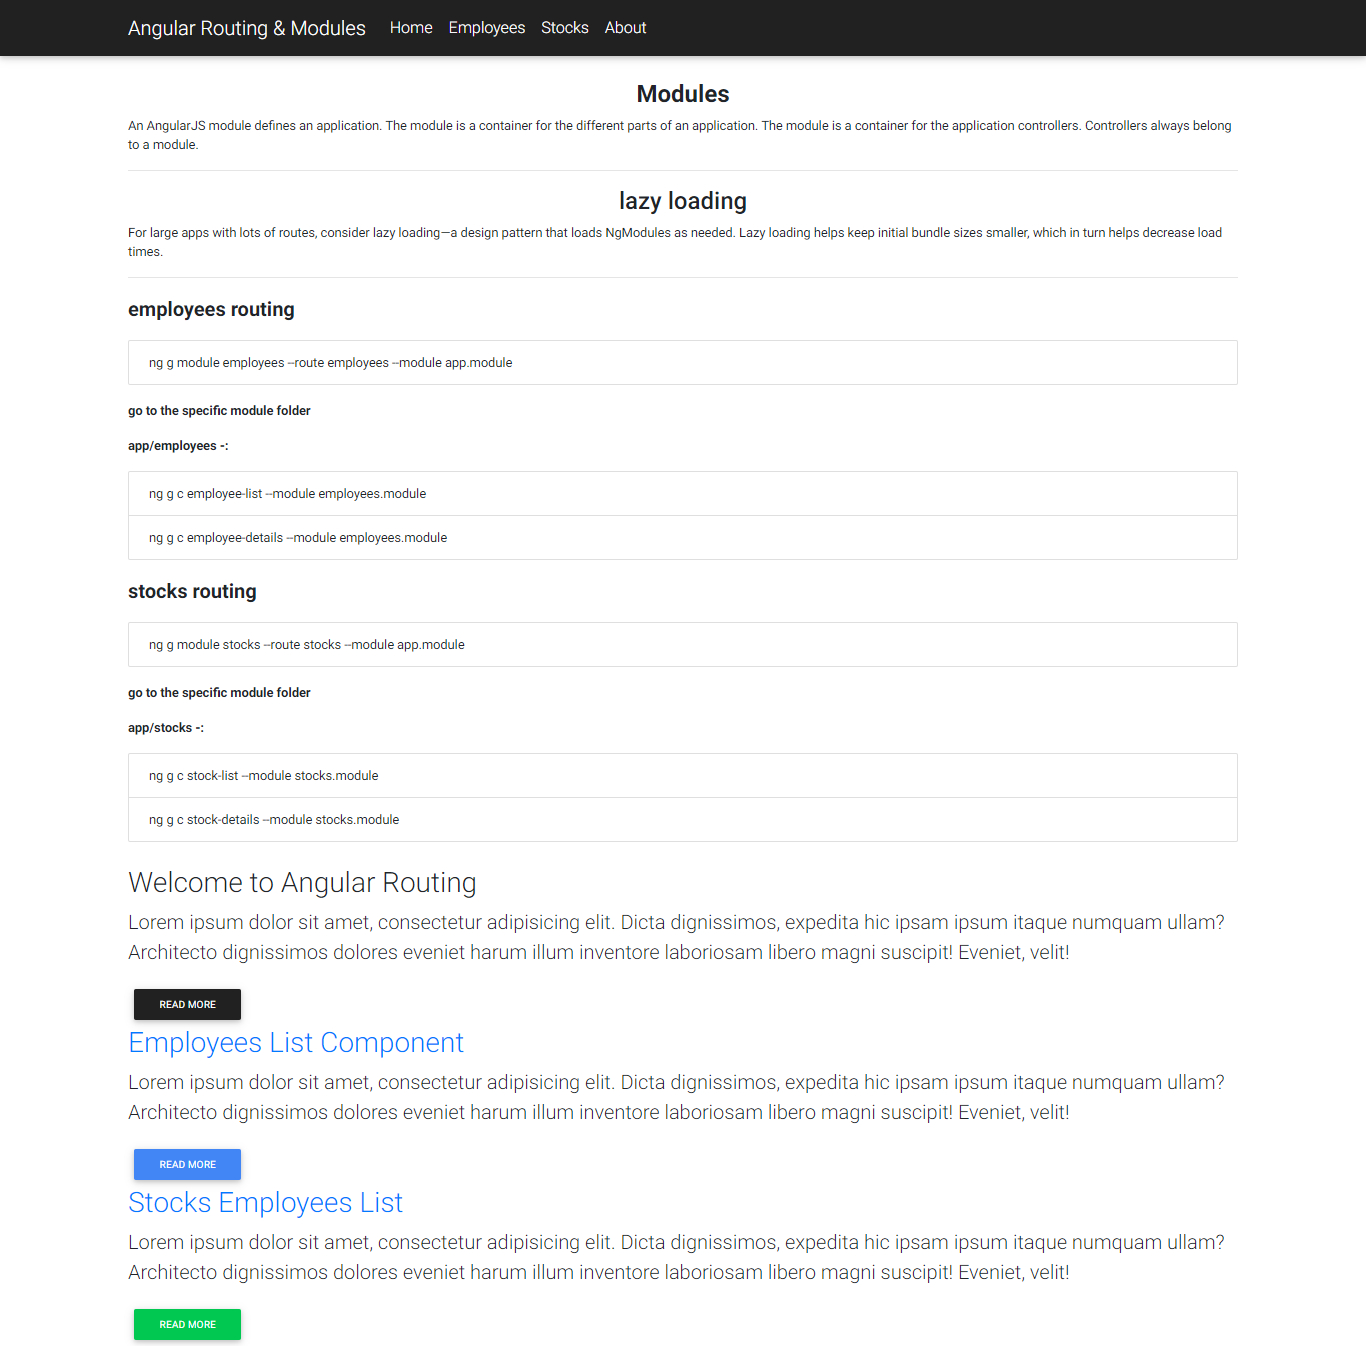 Angular Routing & Modules Home Employees Stocks About
Modules
An AngularJS module defines an application. The module is a container for the different parts of an application. The module is a container for the application controllers. Controllers always belong
to a module.
lazy loading
For large apps with lots of routes, consider lazy loading—a design pattern that loads NgModules as needed. Lazy loading helps keep initial bundle sizes smaller, which in turn helps decrease load
times.
employees routing
ng g module employees --route employees --module app.module
go to the specific module folder
app/employees -:
ng g c employee-list --module employees.module
ng g c employee-details --module employees.module
stocks routing
ng g module stocks --route stocks --module app.module
go to the specific module folder
app/stocks -:
ng g c stock-list --module stocks.module
ng g c stock-details --module stocks.module
Welcome to Angular Routing
Lorem ipsum dolor sit amet, consectetur adipisicing elit. Dicta dignissimos, expedita hic ipsam ipsum itaque numquam ullam?
Architecto dignissimos dolores eveniet harum illum inventore laboriosam libero magni suscipit! Eveniet, velit!
READ MORE
Employees List Component
Lorem ipsum dolor sit amet, consectetur adipisicing elit. Dicta dignissimos, expedita hic ipsam ipsum itaque numquam ullam?
Architecto dignissimos dolores eveniet harum illum inventore laboriosam libero magni suscipit! Eveniet, velit!
READ MORE
Stocks Employees List
Lorem ipsum dolor sit amet, consectetur adipisicing elit. Dicta dignissimos, expedita hic ipsam ipsum itaque numquam ullam?
Architecto dignissimos dolores eveniet harum illum inventore laboriosam libero magni suscipit! Eveniet, velit!
READ MORE